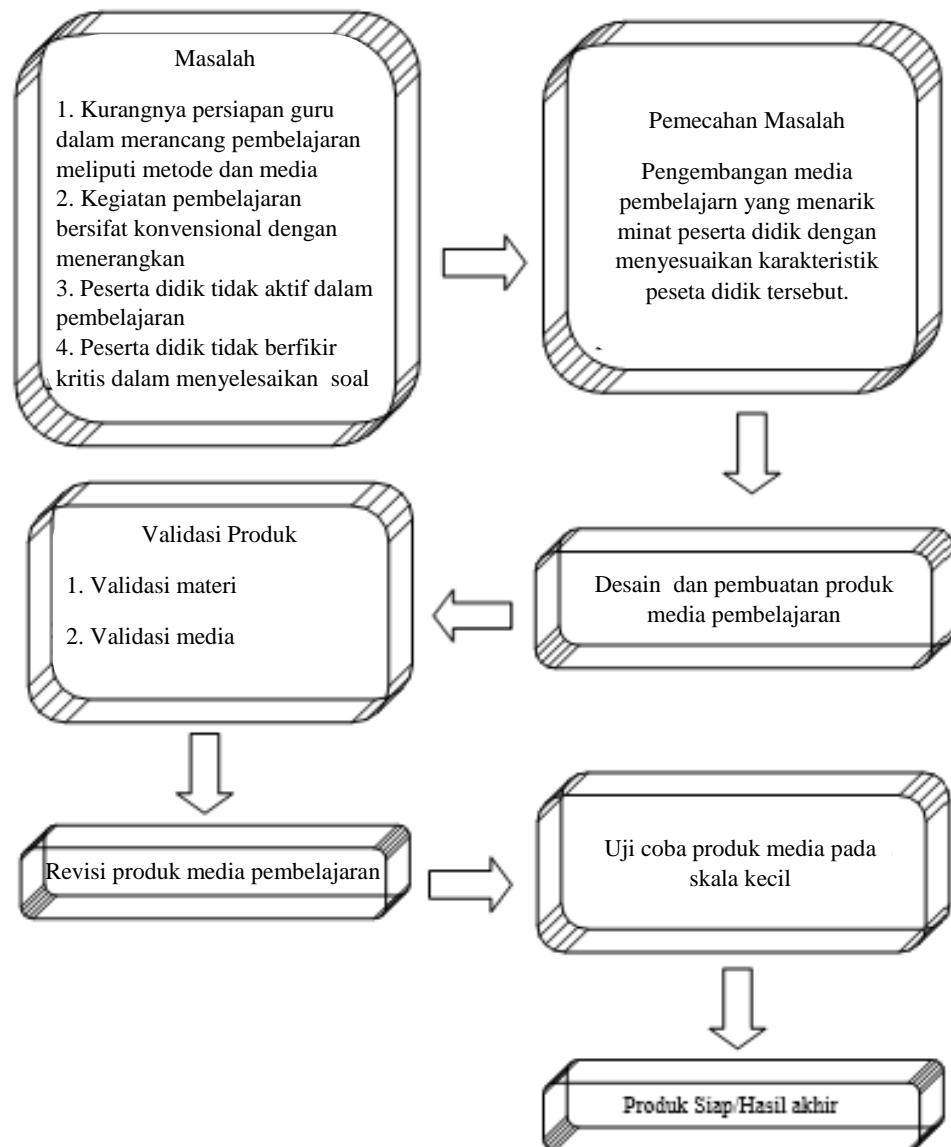 Masalah
1. Kurangnya persiapan guru
dalam merancang pembelajaran
meliputi metode dan media
2. Kegiatan pembelajaran
bersifat konvensional dengan
menerangkan
3. Peserta didik tidak aktif dalam
pembelajaran
4. Peserta didik tidak berfikir
kritis dalam menyelesaikan soal
Pemecahan Masalah
Pengembangan media
pembelajarn yang menarik
minat peserta didik dengan
menyesuaikan karakteristik
peseta didik tersebut.
Desain dan pembuatan produk
media pembelajaran
Validasi Produk
1. Validasi materi
2. Validasi media
Revisi produk media pembelajaran
Uji coba produk media pada
skala kecil
Produk Siap/Hasil akhir